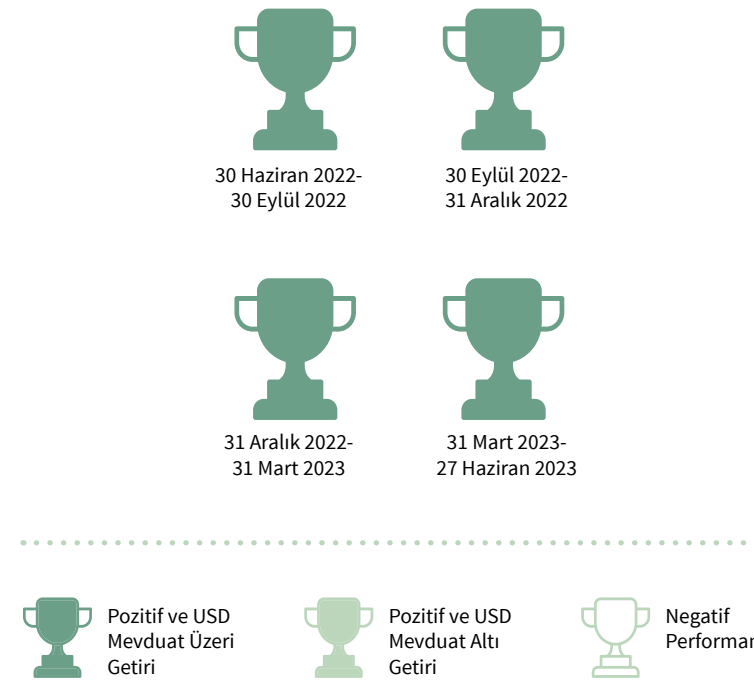 30 Haziran 2022-
30 Eylül 2022
30 Eylül 2022-
31 Aralık 2022
31 Aralık 2022-
31 Mart 2023
31 Mart 2023-
27 Haziran 2023
Pozitif ve USD
Mevduat Üzeri
Getiri
Pozitif ve USD
Mevduat Altı
Getiri
Negatif